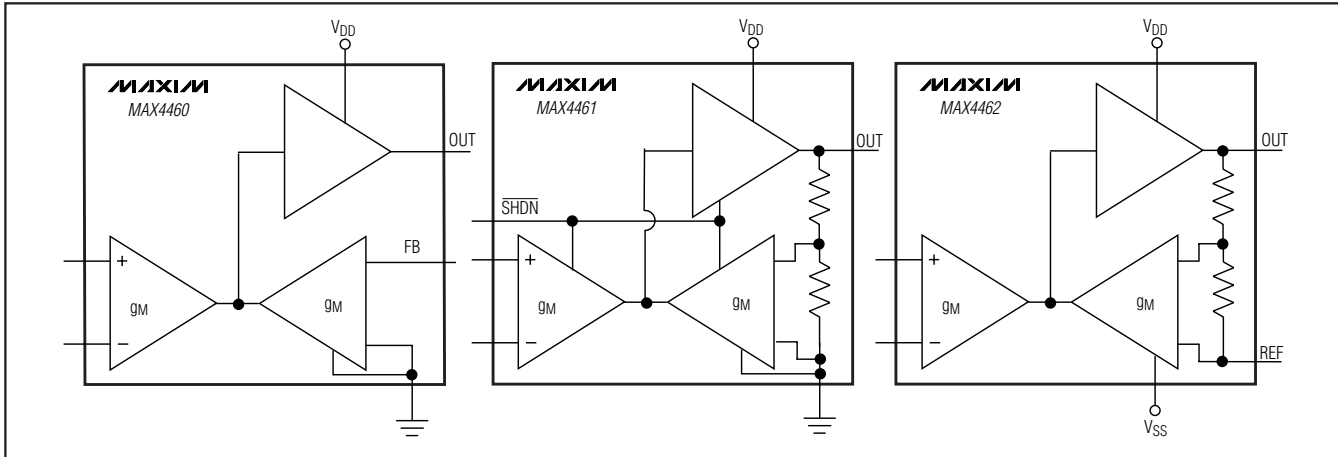 VDD
MAXIM
MAX4460
OUT
FB
+
gM
gM
−
VDD
MAXIM
MAX4461
OUT
SHDN
+
gM
gM
−
VDD
MAXIM
MAX4462
OUT
+
gM
gM
−
REF
VSS